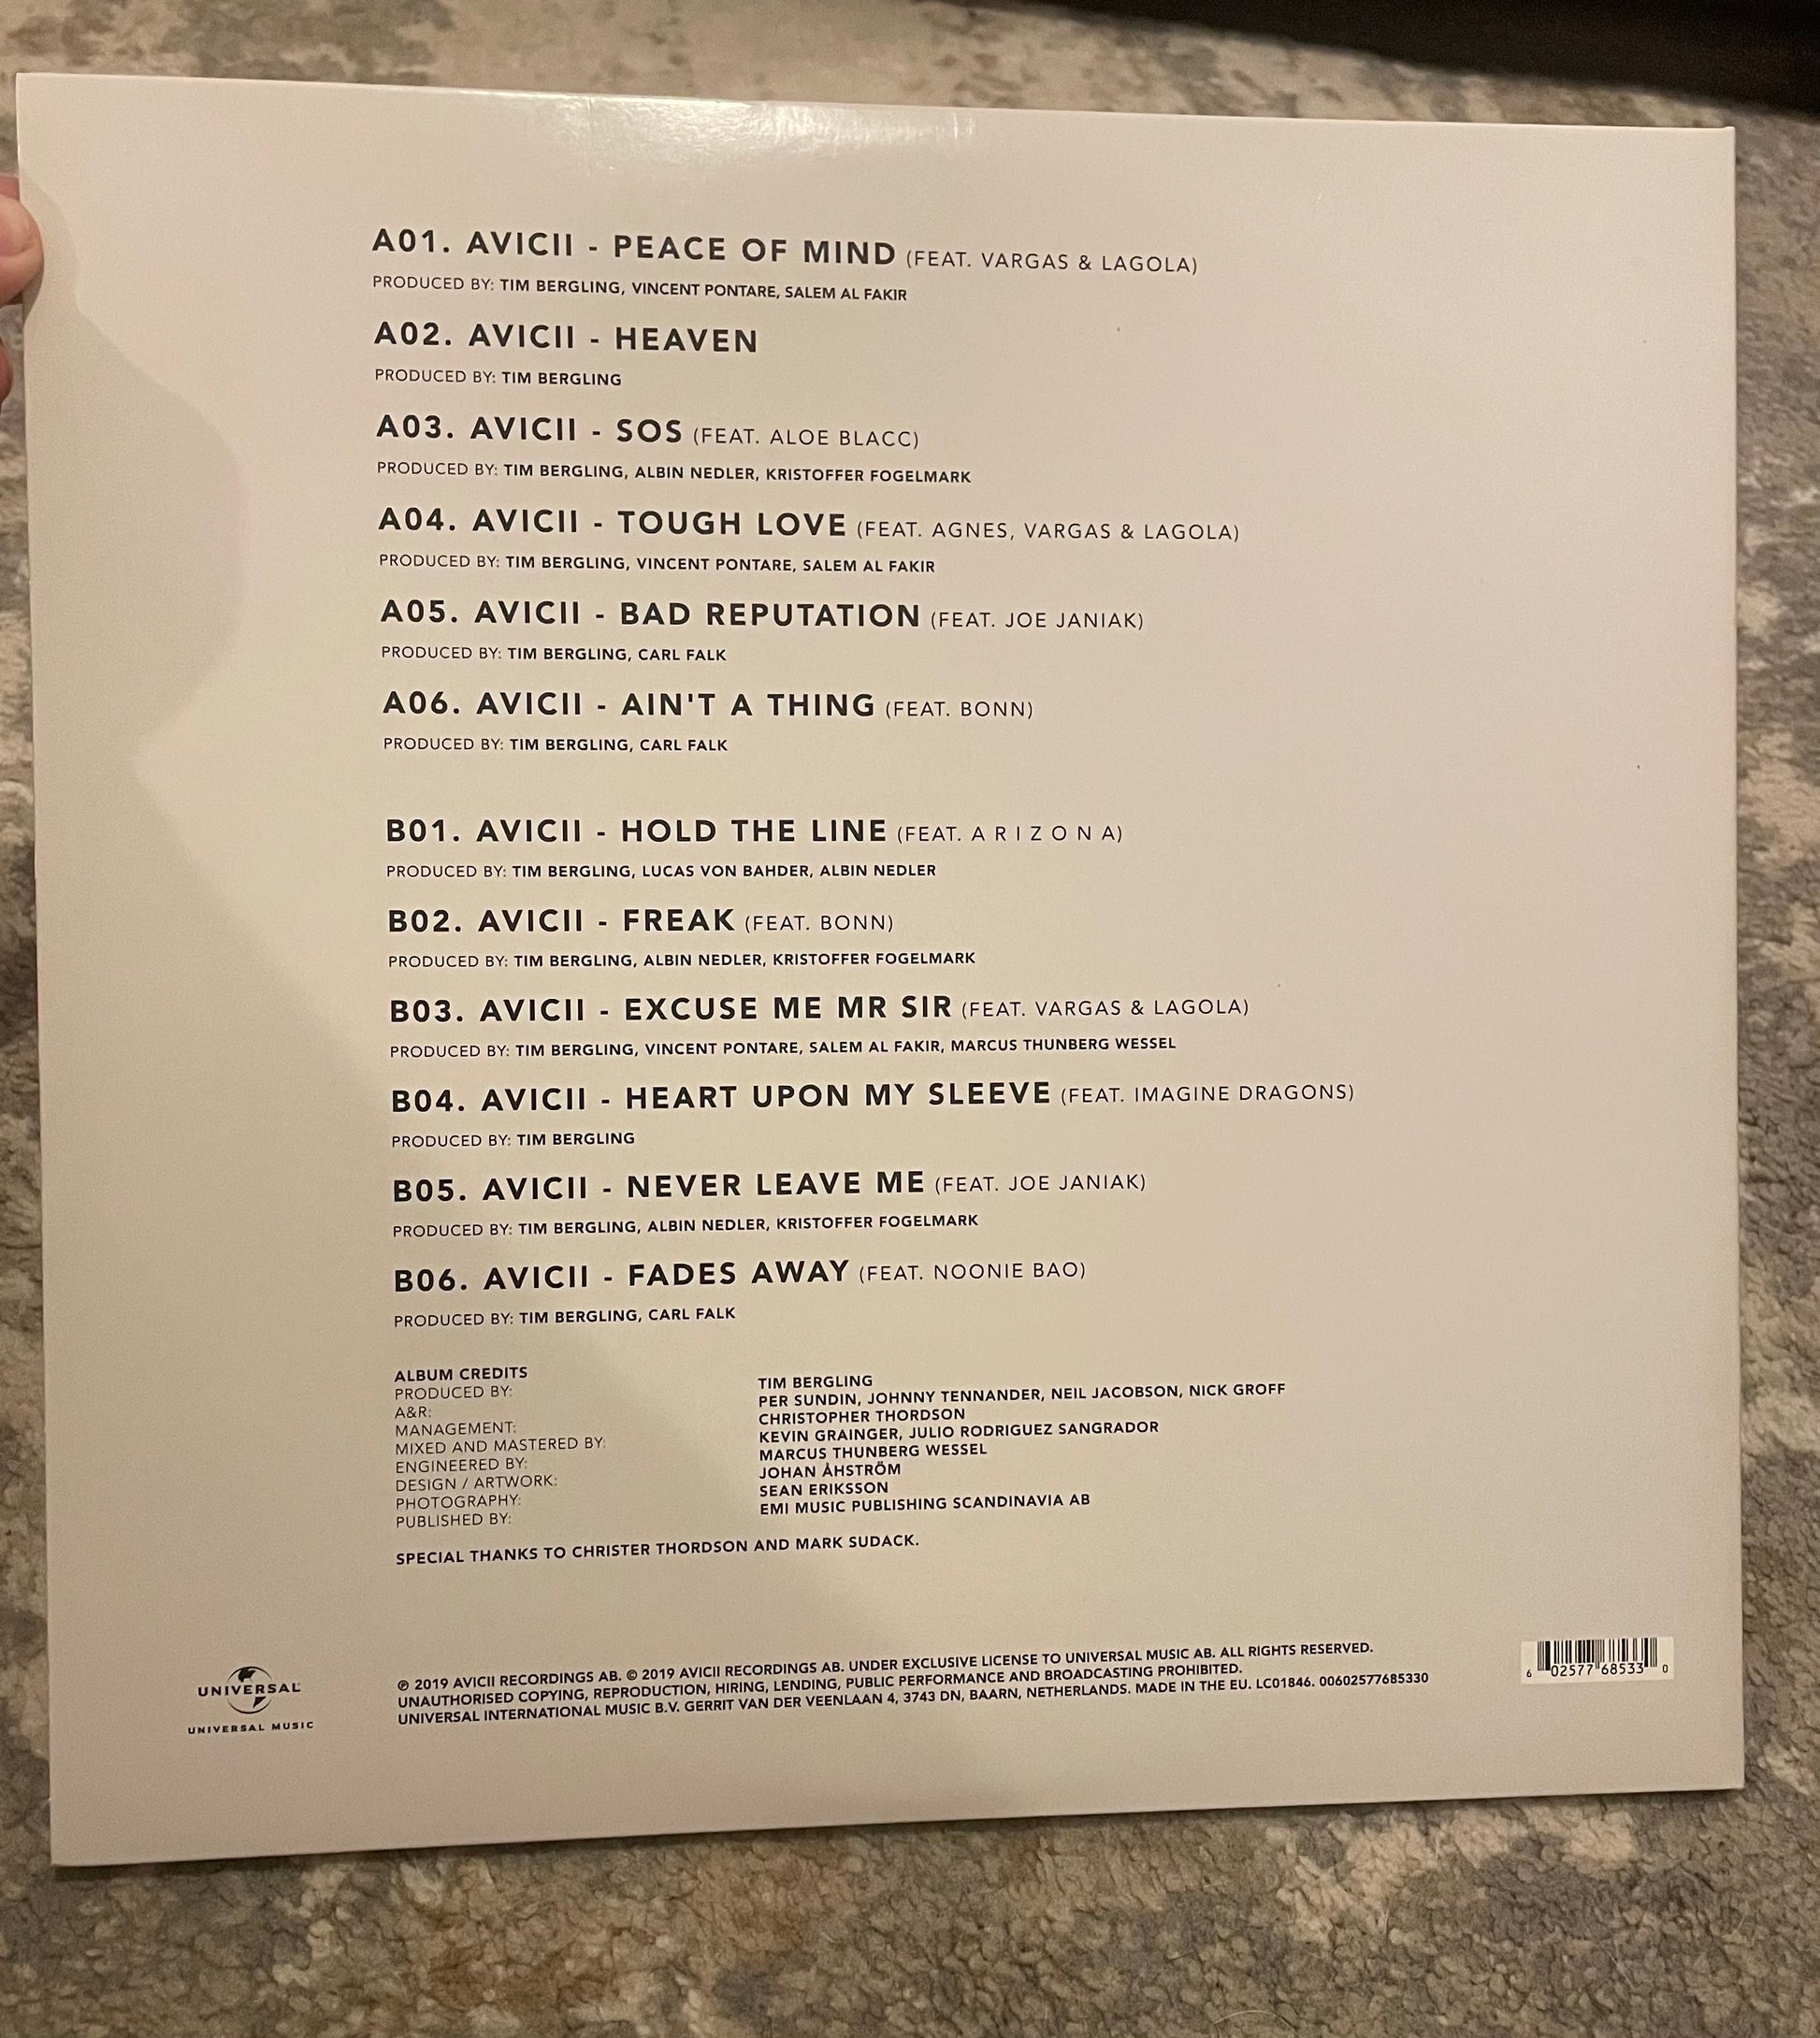 A01. AVICII - PEACE OF MIND (FEAT. VARGAS & LAGOLA)
PRODUCED BY: TIM BERGLING, VINCENT PONTARE, SALEM AL FAKIR
A02. AVICII - HEAVEN
PRODUCED BY: TIM BERGLING
A03. AVICII - SOS (FEAT. ALOE BLACC)
PRODUCED BY: TIM BERGLING, ALBIN NEDLER, KRISTOFFER FOGELMARK
A04. AVICII - TOUGH LOVE (FEAT. AGNES, VARGAS & LAGOLA)
PRODUCED BY: TIM BERGLING, VINCENT PONTARE, SALEM AL FAKIR
A05. AVICII - BAD REPUTATION (FEAT. JOE JANIAK)
PRODUCED BY: TIM BERGLING, CARL FALK
A06. AVICII - AIN'T A THING (FEAT. BONN)
PRODUCED BY: TIM BERGLING, CARL FALK
B01. AVICII - HOLD THE LINE (FEAT. A R I Z O N A)
PRODUCED BY: TIM BERGLING, LUCAS VON BAHDER, ALBIN NEDLER
B02. AVICII - FREAK (FEAT. BONN)
PRODUCED BY: TIM BERGLING, ALBIN NEDLER, KRISTOFFER FOGELMARK
B03. AVICII - EXCUSE ME MR SIR (FEAT. VARGAS & LAGOLA)
PRODUCED BY: TIM BERGLING, VINCENT PONTARE, SALEM AL FAKIR, MARCUS THUNBERG WESSEL
B04. AVICII - HEART UPON MY SLEEVE (FEAT. IMAGINE DRAGONS)
PRODUCED BY: TIM BERGLING
B05. AVICII - NEVER LEAVE ME (FEAT. JOE JANIAK)
PRODUCED BY: TIM BERGLING, ALBIN NEDLER, KRISTOFFER FOGELMARK
B06. AVICII - FADES AWAY (FEAT. NOONIE BAO)
PRODUCED BY: TIM BERGLING, CARL FALK
ALBUM CREDITS
PRODUCED BY: TIM BERGLING
A&R: PER SUNDIN, JOHNNY TENNANDER, NEIL JACOBSON, NICK GROFF
MANAGEMENT: CHRISTOPHER THORDSON
MIXED AND MASTERED BY: KEVIN GRAINGER, JULIO RODRIGUEZ SANGRADOR
ENGINEERED BY: MARCUS THUNBERG WESSEL
DESIGN / ARTWORK: JOHAN ÅHSTRÖM
PHOTOGRAPHY: SEAN ERIKSSON
PUBLISHED BY: EMI MUSIC PUBLISHING SCANDINAVIA AB
SPECIAL THANKS TO CHRISTER THORDSON AND MARK SUDACK.
UNIVERSAL
UNIVERSAL MUSIC
℗ 2019 AVICII RECORDINGS AB. © 2019 AVICII RECORDINGS AB. UNDER EXCLUSIVE LICENSE TO UNIVERSAL MUSIC AB. ALL RIGHTS RESERVED.
UNAUTHORISED COPYING, REPRODUCTION, HIRING, LENDING, PUBLIC PERFORMANCE AND BROADCASTING PROHIBITED.
UNIVERSAL INTERNATIONAL MUSIC B.V. GERRIT VAN DER VEENLAAN 4, 3743 DN, BAARN, NETHERLANDS. MADE IN THE EU. LC01846. 00602577685330
6 02577 68533 0